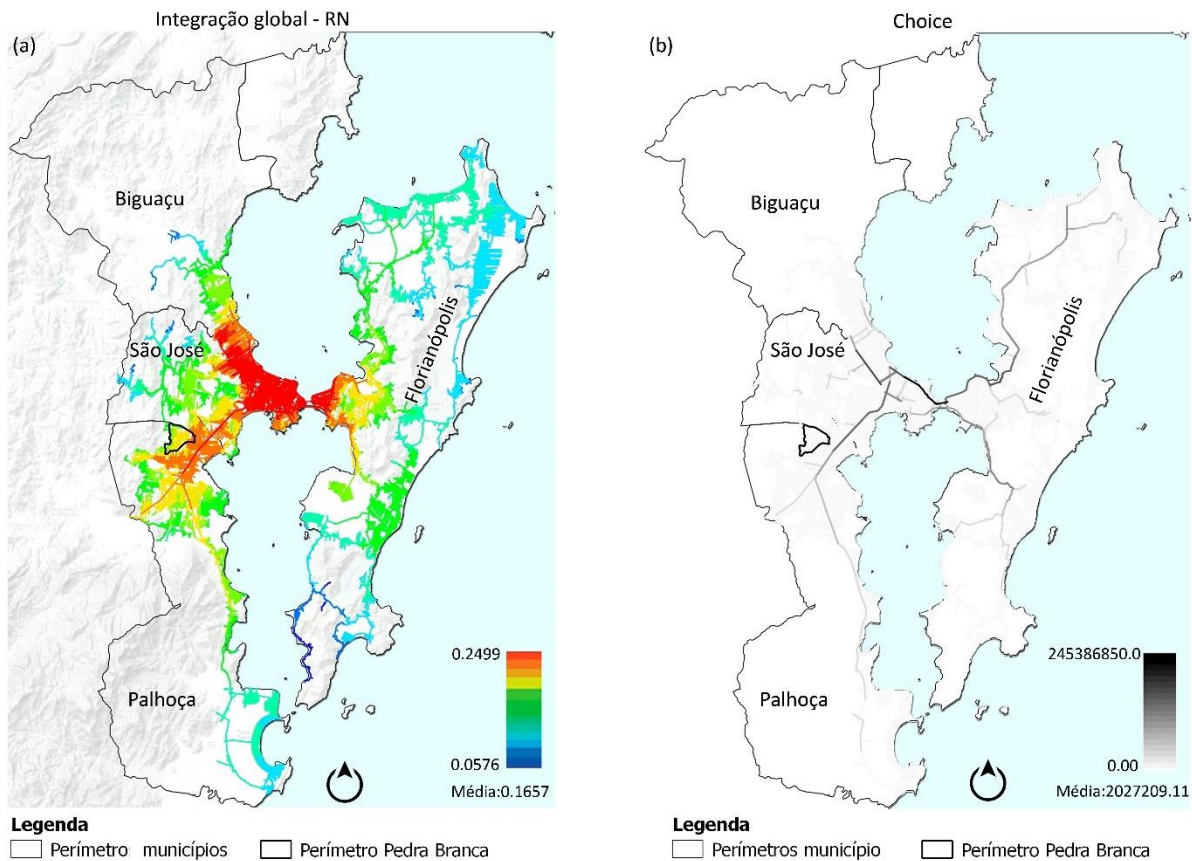 Integração global - RN
(a)
Biguaçu
São José
Florianópolis
Palhoça
0.2499
0.0576
Média:0.1657
Legenda
Perímetro municípios
Perímetro Pedra Branca
Choice
(b)
Biguaçu
São José
Florianópolis
Palhoça
245386850.0
0.00
Média:2027209.11
Legenda
Perímetros município
Perímetro Pedra Branca